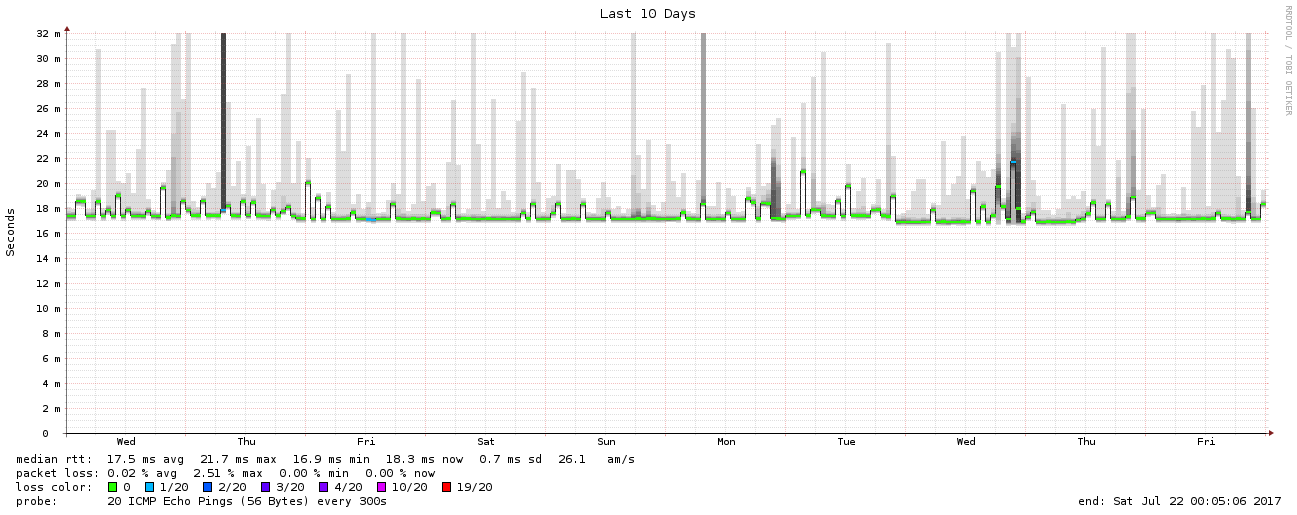 Last 10 Days
RRDTOOL / TOBI OETIKER
Seconds
32 m
30 m
28 m
26 m
24 m
22 m
20 m
18 m
16 m
14 m
12 m
10 m
8 m
6 m
4 m
2 m
0
Wed Thu Fri Sat Sun Mon Tue Wed Thu Fri
median rtt: 17.5 ms avg 21.7 ms max 16.9 ms min 18.3 ms now 0.7 ms sd 26.1 am/s
packet loss: 0.02 % avg 2.51 % max 0.00 % min 0.00 % now
loss color: 0 1/20 2/20 3/20 4/20 10/20 19/20
probe: 20 ICMP Echo Pings (56 Bytes) every 300s end: Sat Jul 22 00:05:06 2017